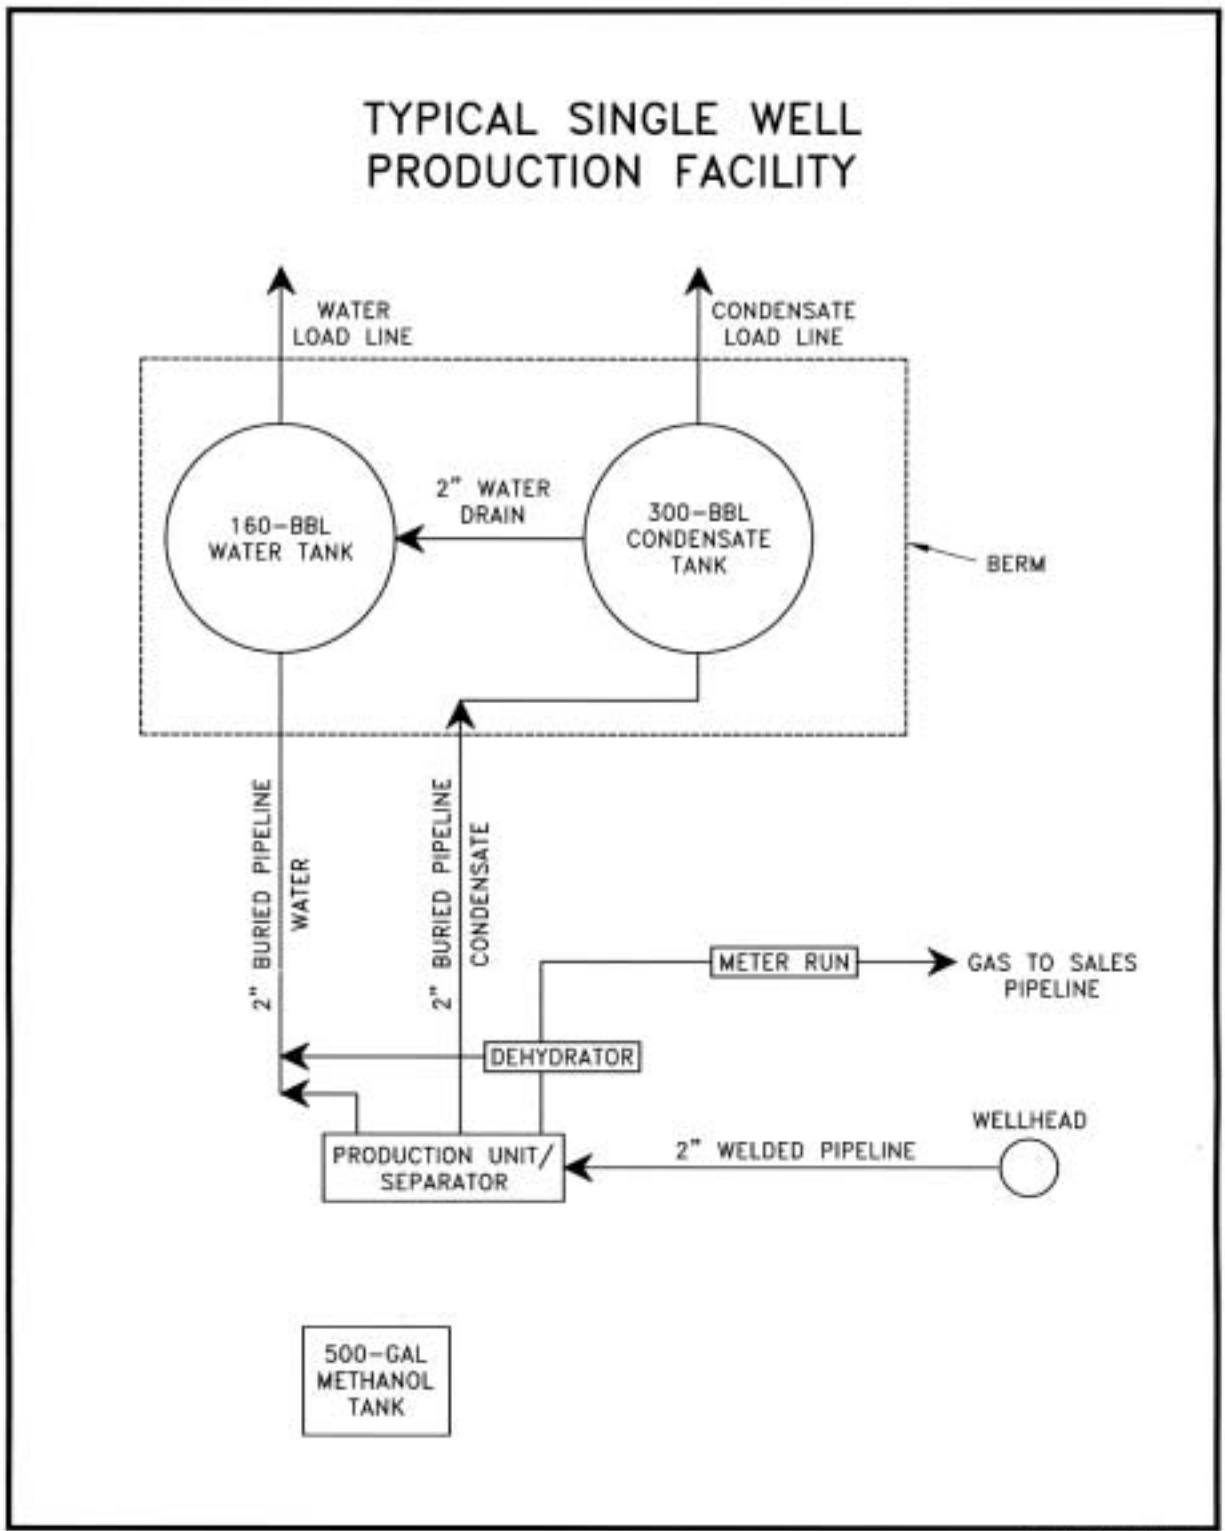 TYPICAL SINGLE WELL
PRODUCTION FACILITY
WATER
LOAD LINE
CONDENSATE
LOAD LINE
2" WATER
DRAIN
160-BBL
WATER TANK
300-BBL
CONDENSATE
TANK
BERM
2" BURIED PIPELINE
WATER
2" BURIED PIPELINE
CONDENSATE
METER RUN
GAS TO SALES
PIPELINE
DEHYDRATOR
WELLHEAD
2" WELDED PIPELINE
PRODUCTION UNIT/
SEPARATOR
500-GAL
METHANOL
TANK